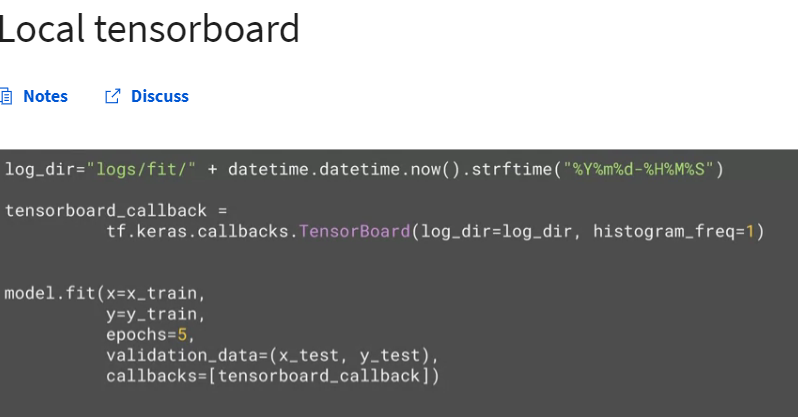 Local tensorboard
Notes Discuss
log_dir="logs/fit/" + datetime.datetime.now().strftime("%Y%m%d-%H%M%S")
tensorboard_callback =
tf.keras.callbacks.TensorBoard(log_dir=log_dir, histogram_freq=1)
model.fit(x=x_train,
y=y_train,
epochs=5,
validation_data=(x_test, y_test),
callbacks=[tensorboard_callback])